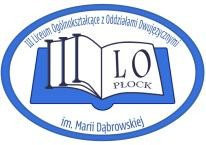 III Liceum Ogólnokształcące z Oddziałami Dwujęzycznymi
III LO
PŁOCK
im. Marii Dąbrowskiej